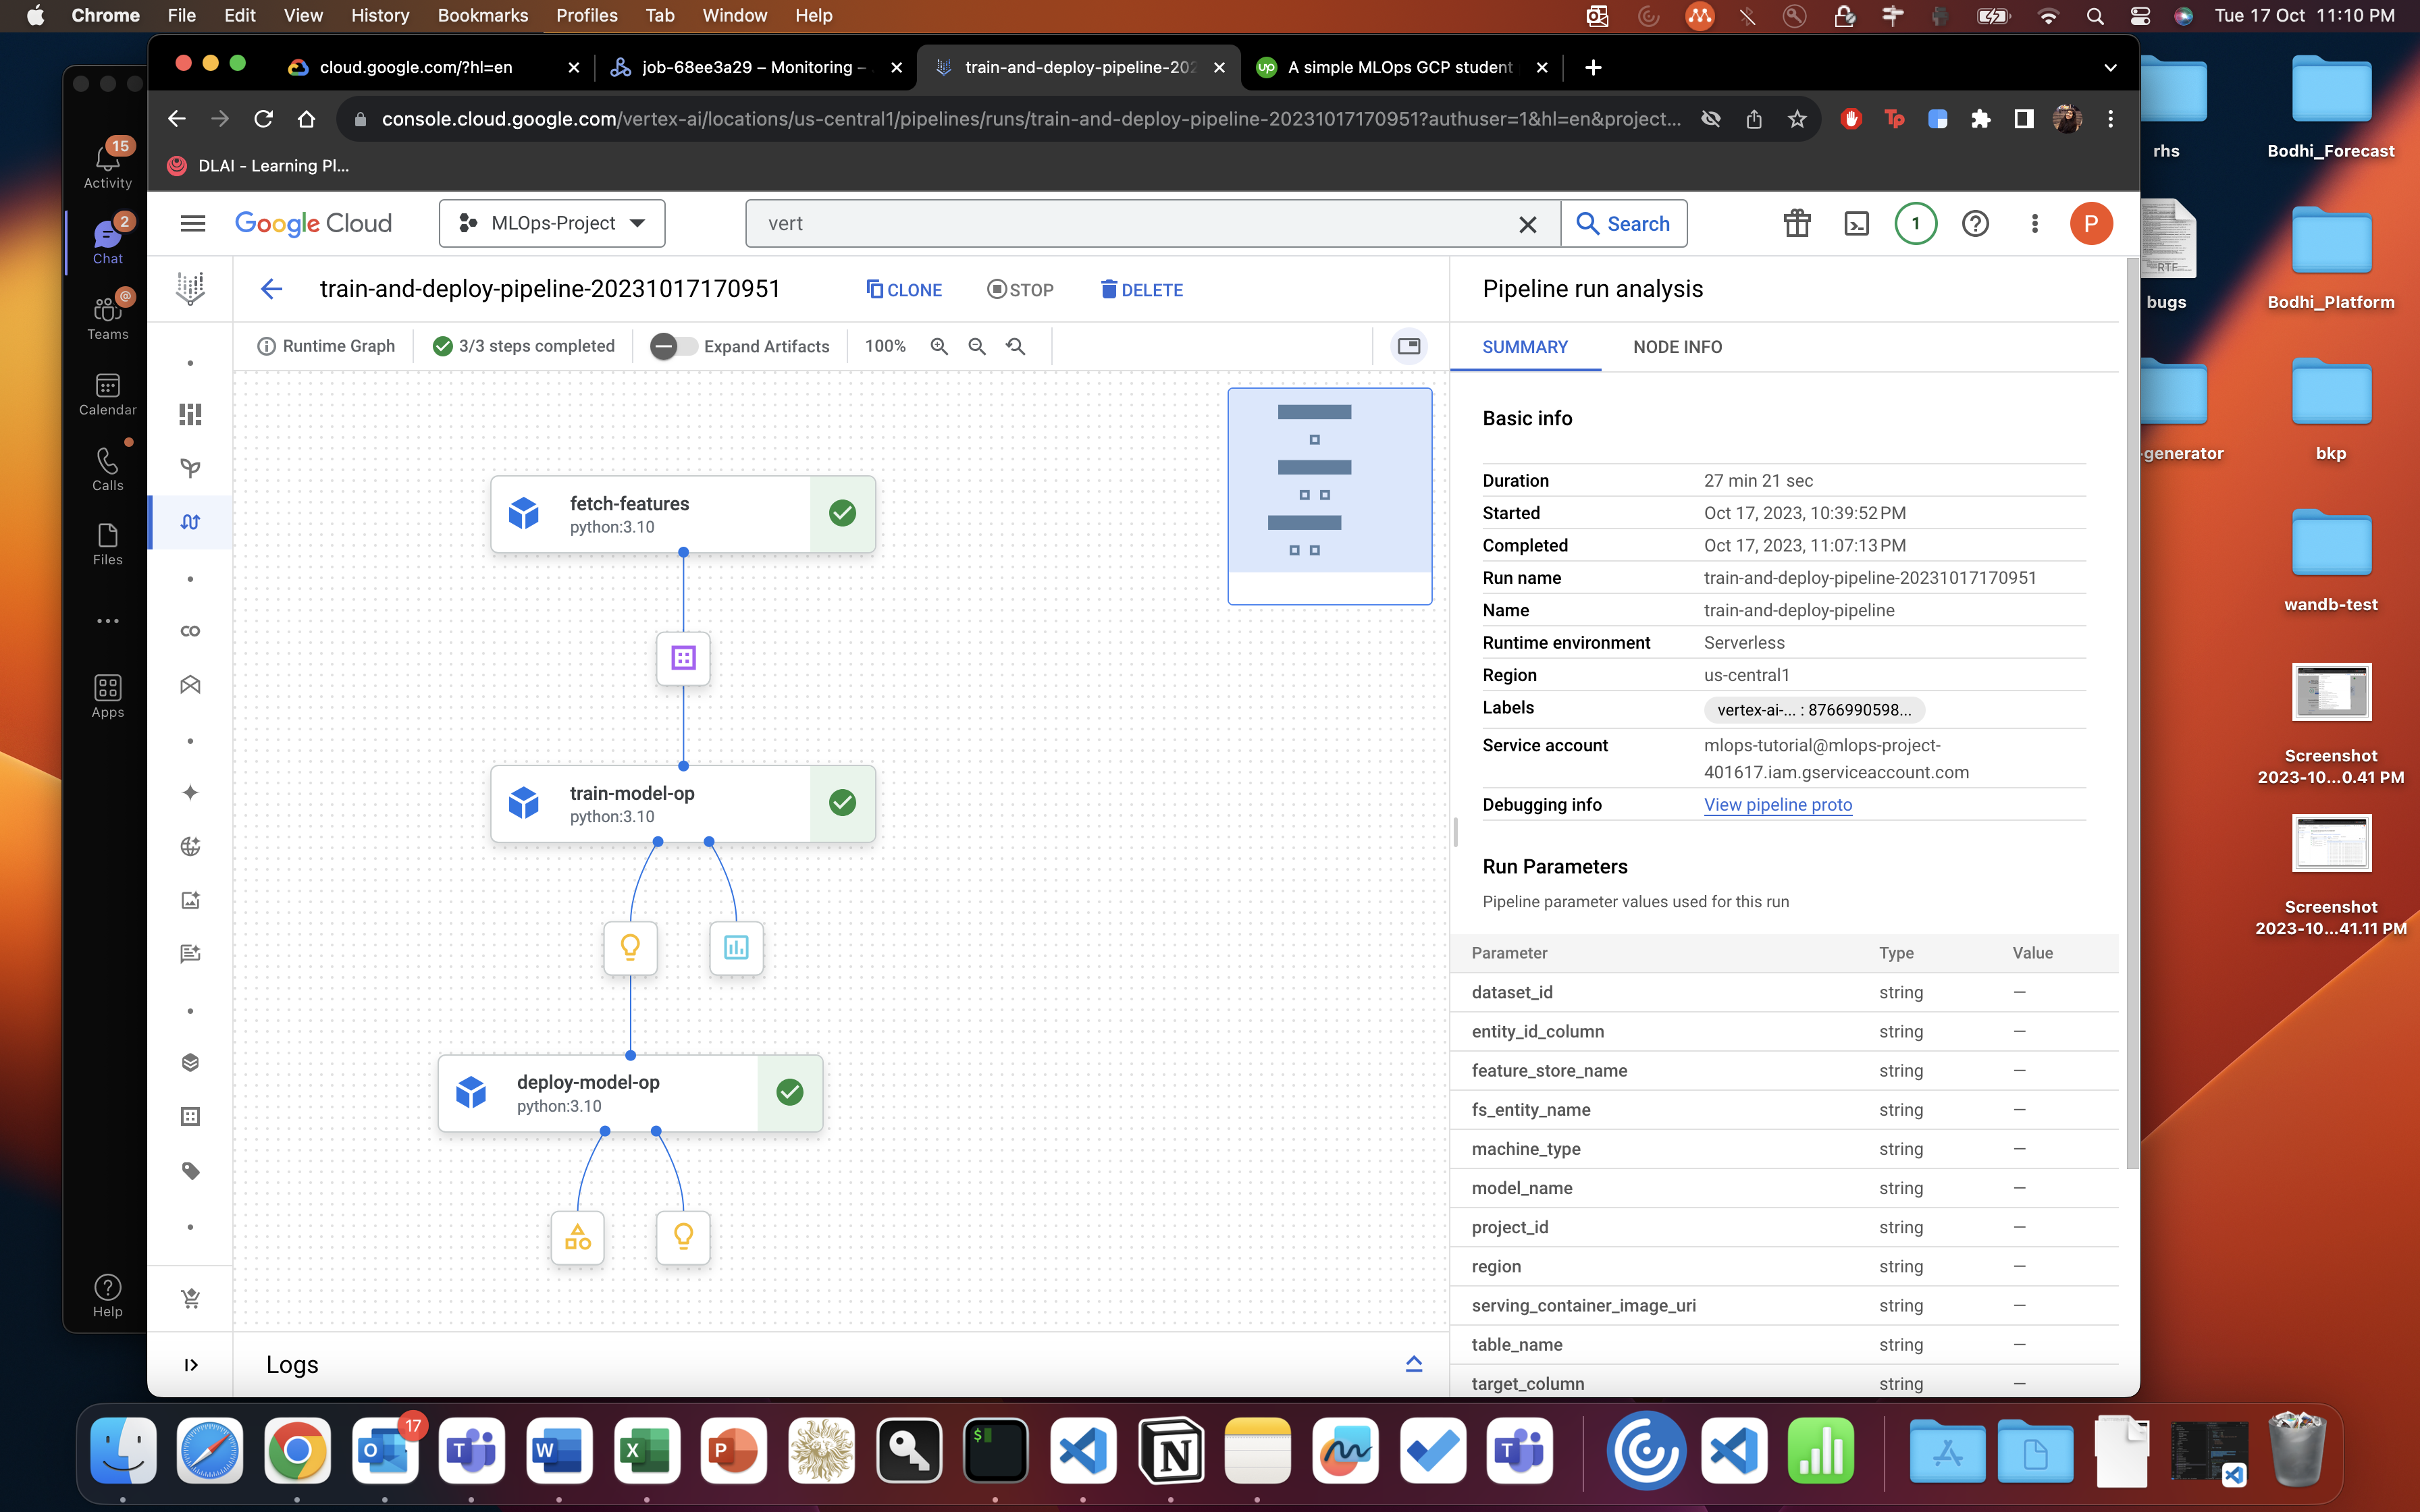 Chrome File Edit View History Bookmarks Profiles Tab Window Help Tue 17 Oct 11:10 PM
cloud.google.com/?hl=en
job-68ee3a29 – Monitoring –
train-and-deploy-pipeline-202
A simple MLOps GCP student
console.cloud.google.com/vertex-ai/locations/us-central1/pipelines/runs/train-and-deploy-pipeline-20231017170951?authuser=1&hl=en&project...
DLAI - Learning Pl...
15
Activity
2
Chat
Teams
Calendar
Calls
Files
Apps
Help
Google Cloud
MLOps-Project
vert
Search
1
P
train-and-deploy-pipeline-20231017170951
CLONE
STOP
DELETE
Runtime Graph
3/3 steps completed
Expand Artifacts
100%
fetch-features
python:3.10
train-model-op
python:3.10
deploy-model-op
python:3.10
Logs
Pipeline run analysis
SUMMARY
NODE INFO
Basic info
Duration 27 min 21 sec
Started Oct 17, 2023, 10:39:52 PM
Completed Oct 17, 2023, 11:07:13 PM
Run name train-and-deploy-pipeline-20231017170951
Name train-and-deploy-pipeline
Runtime environment Serverless
Region us-central1
Labels vertex-ai-... : 8766990598...
Service account mlops-tutorial@mlops-project-
401617.iam.gserviceaccount.com
Debugging info View pipeline proto
Run Parameters
Pipeline parameter values used for this run
Parameter Type Value
dataset_id string —
entity_id_column string —
feature_store_name string —
fs_entity_name string —
machine_type string —
model_name string —
project_id string —
region string —
serving_container_image_uri string —
table_name string —
target_column string —
rhs
Bodhi_Forecast
RTF
bugs
Bodhi_Platform
-generator
bkp
wandb-test
Screenshot
2023-10...0.41 PM
Screenshot
2023-10...41.11 PM
17